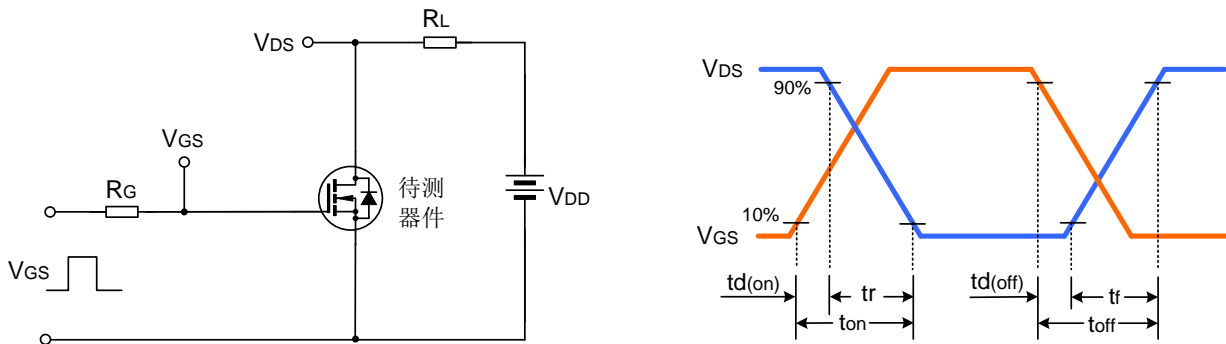 RL
VDS
VGS
RG
待测
器件
VDD
VGS
VDS
90%
10%
VGS
td(on)
tr
td(off)
tf
ton
toff